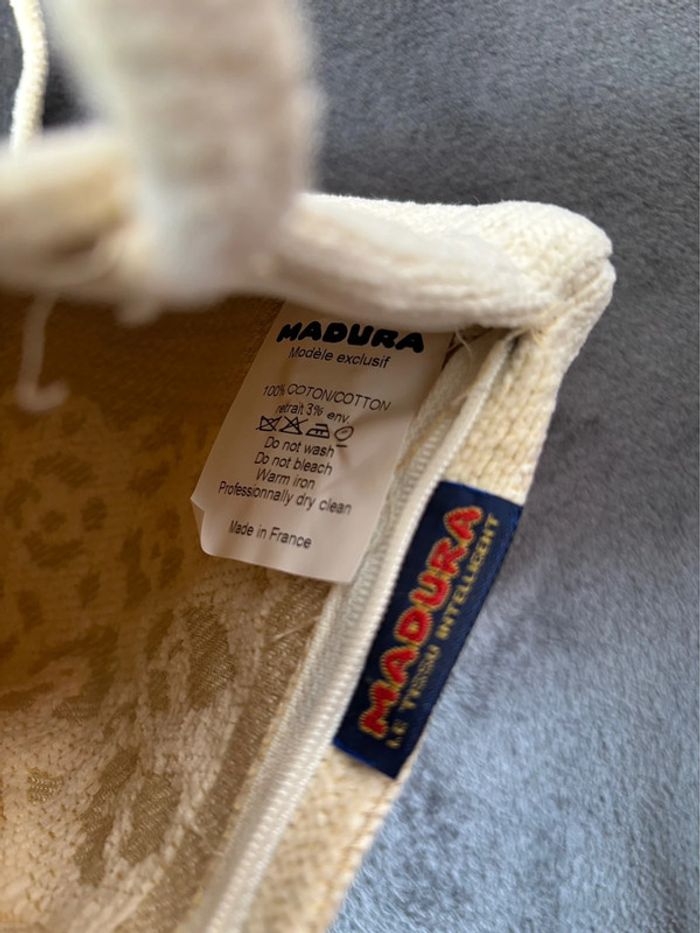 MADURA
Modèle exclusif
100% COTON/COTTON
retrait 3% env.
Do not wash
Do not bleach
Warm iron
Professionnally dry clean
Made in France
MADURA
LE TISSU INTELLIGENT